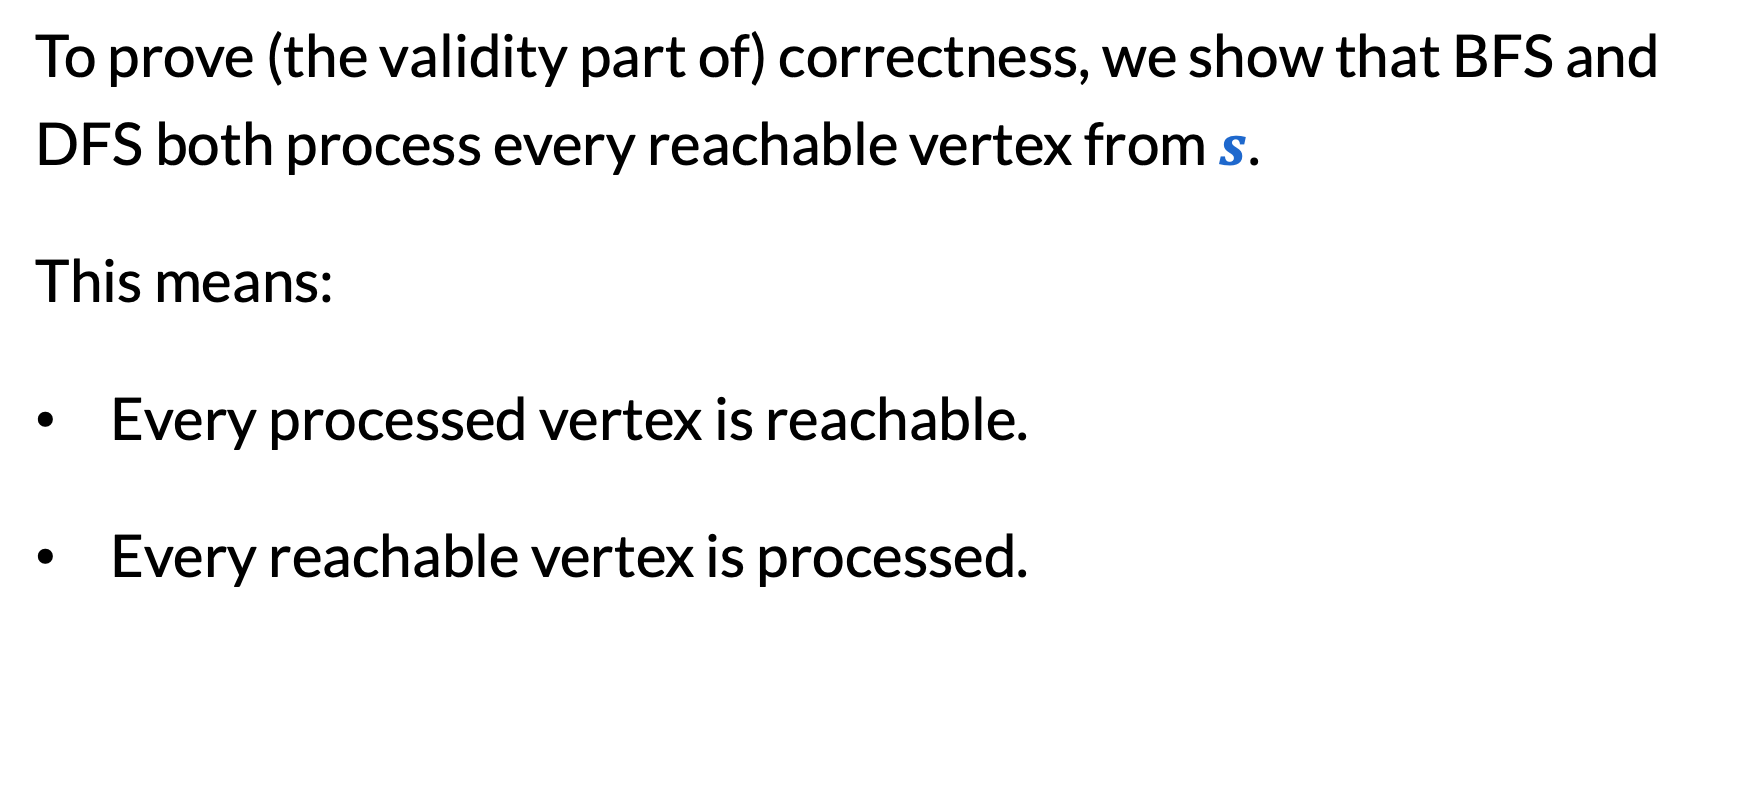 To prove (the validity part of) correctness, we show that BFS and
DFS both process every reachable vertex from s.
This means:
• Every processed vertex is reachable.
• Every reachable vertex is processed.